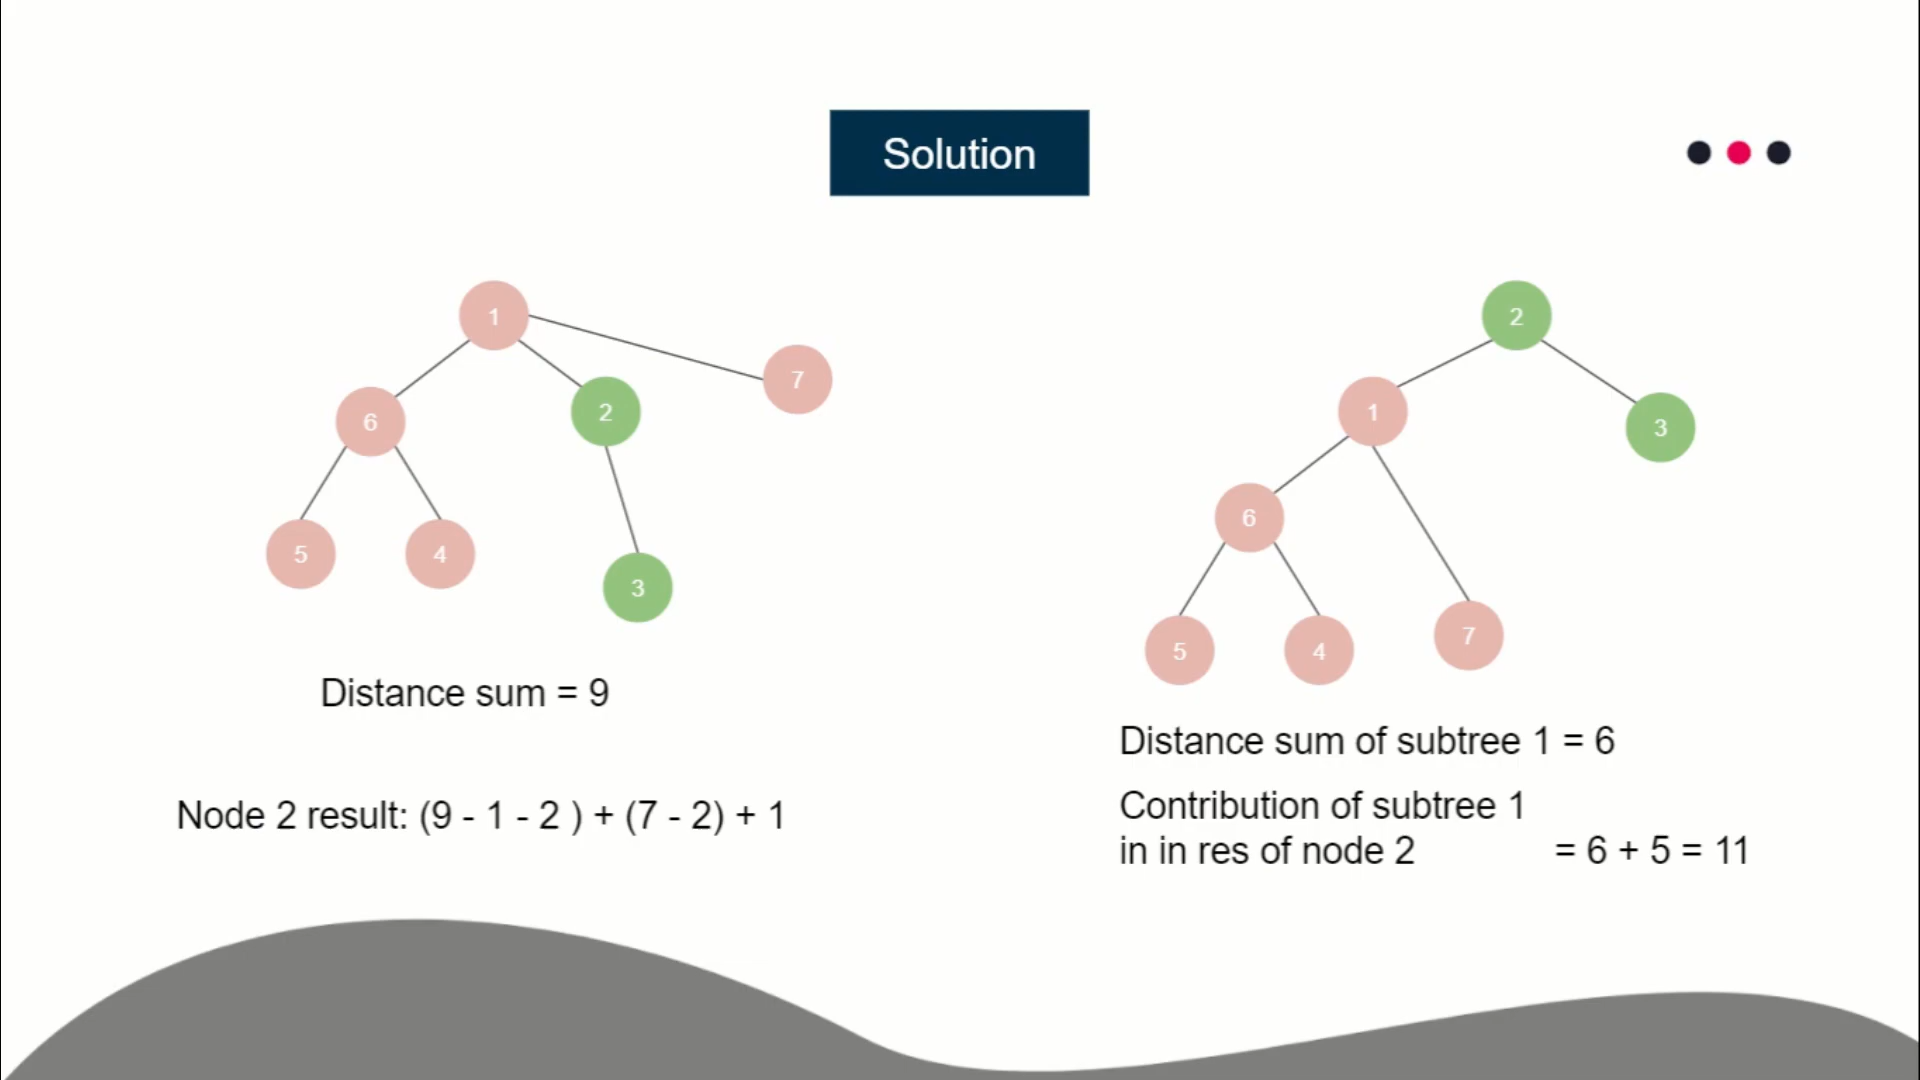 Solution
1
7
6
2
5
4
3
Distance sum = 9
Node 2 result: (9 - 1 - 2 ) + (7 - 2) + 1
2
1
3
6
5
4
7
Distance sum of subtree 1 = 6
Contribution of subtree 1
in in res of node 2 = 6 + 5 = 11